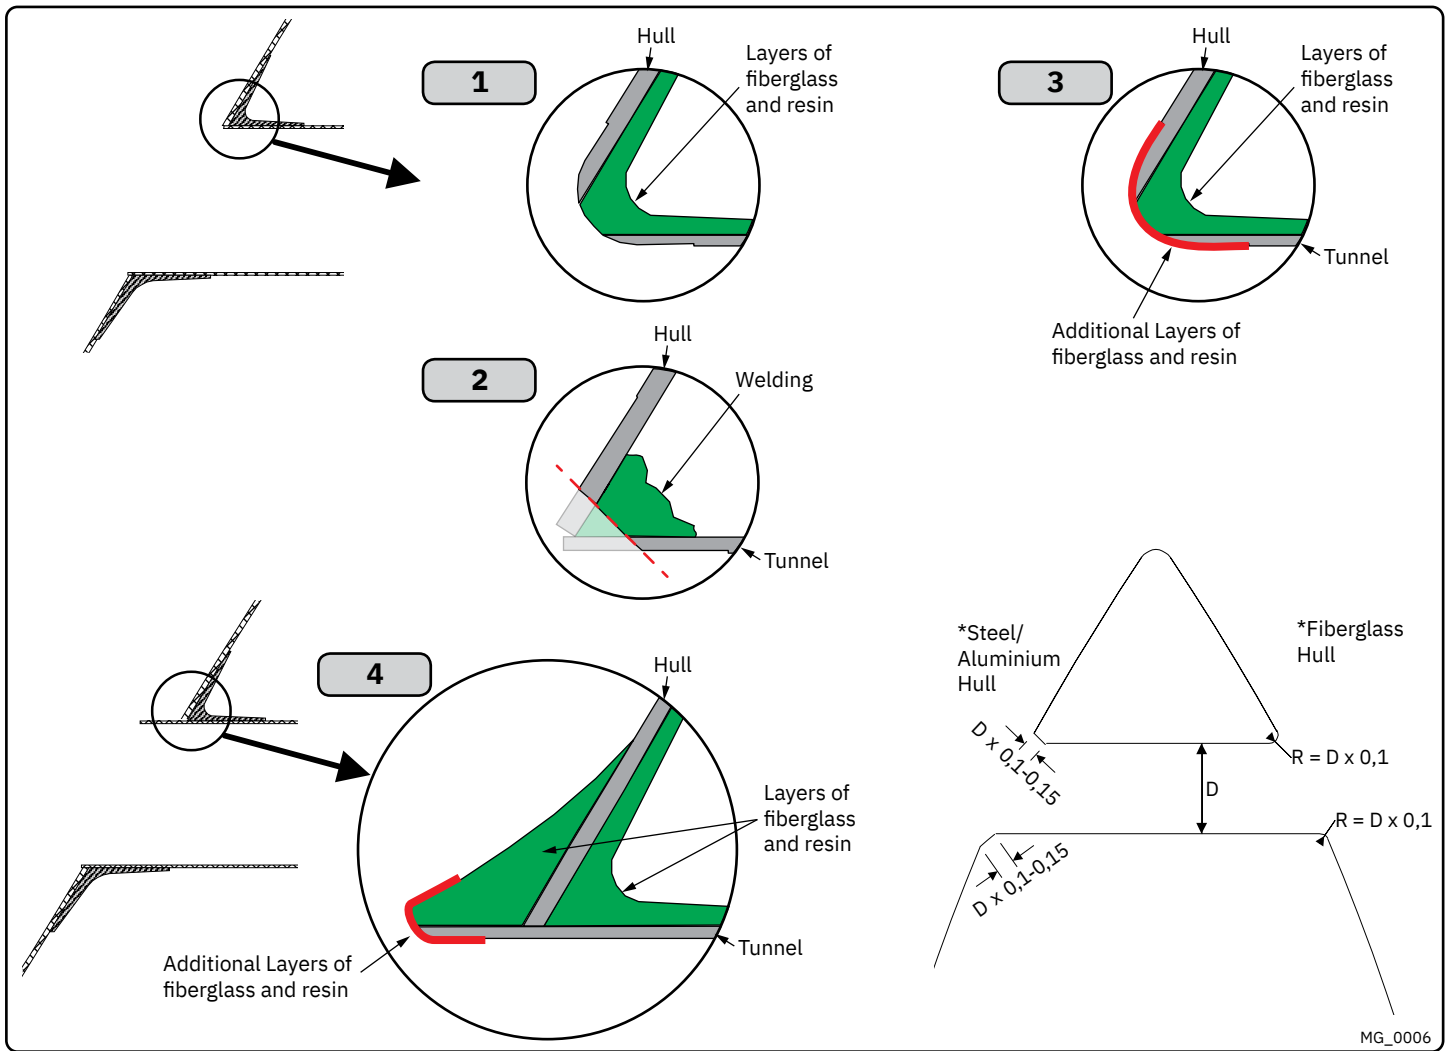 1
Hull
Layers of
fiberglass
and resin
3
Hull
Layers of
fiberglass
and resin
Tunnel
Additional Layers of
fiberglass and resin
2
Hull
Welding
Tunnel
4
Hull
Layers of
fiberglass
and resin
Tunnel
Additional Layers of
fiberglass and resin
*Steel/
Aluminium
Hull
*Fiberglass
Hull
D x 0,1-0,15
R = D x 0,1
D
R = D x 0,1
D x 0,1-0,15
MG_0006